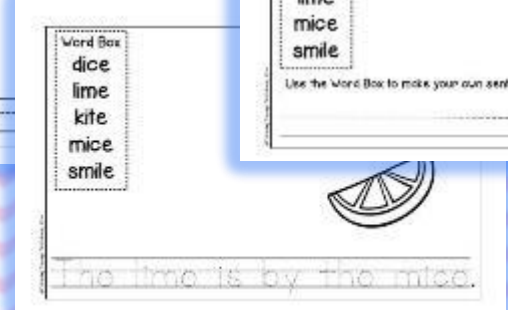 Word Box
dice
lime
kite
mice
smile
The lime is by the mice.
lime
mice
smile
Use the Word Box to make your own sent